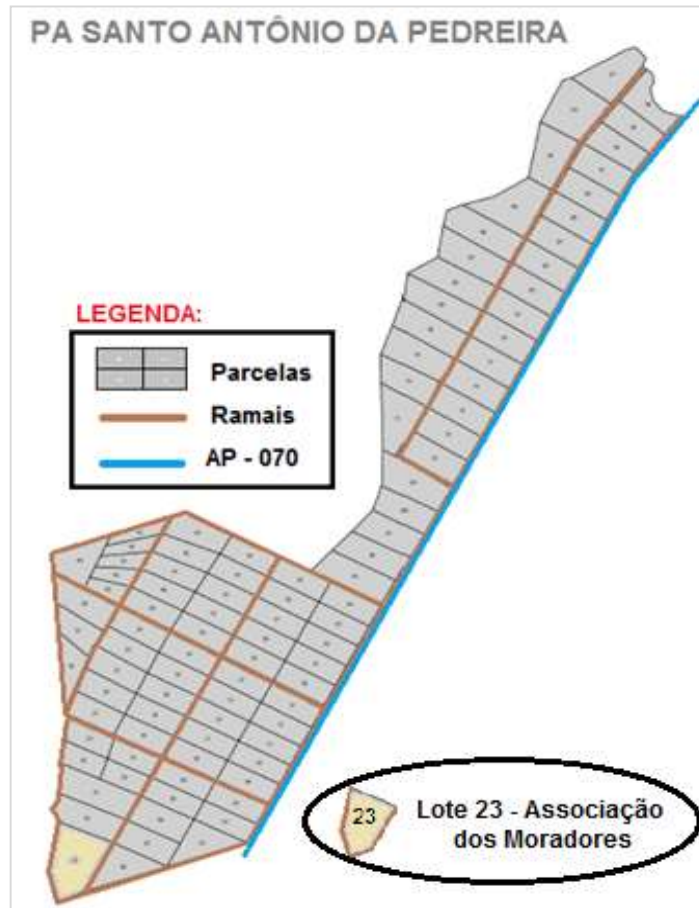 PA SANTO ANTÔNIO DA PEDREIRA
LEGENDA:
Parcelas
Ramais
AP - 070
23
Lote 23 - Associação
dos Moradores